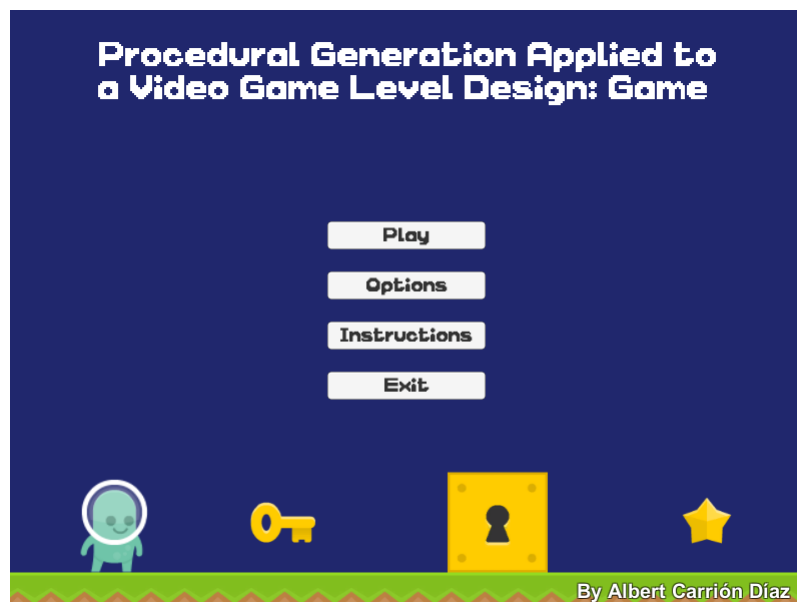 Procedural Generation Applied to
a Video Game Level Design: Game
Play
Options
Instructions
Exit
By Albert Carrión Díaz